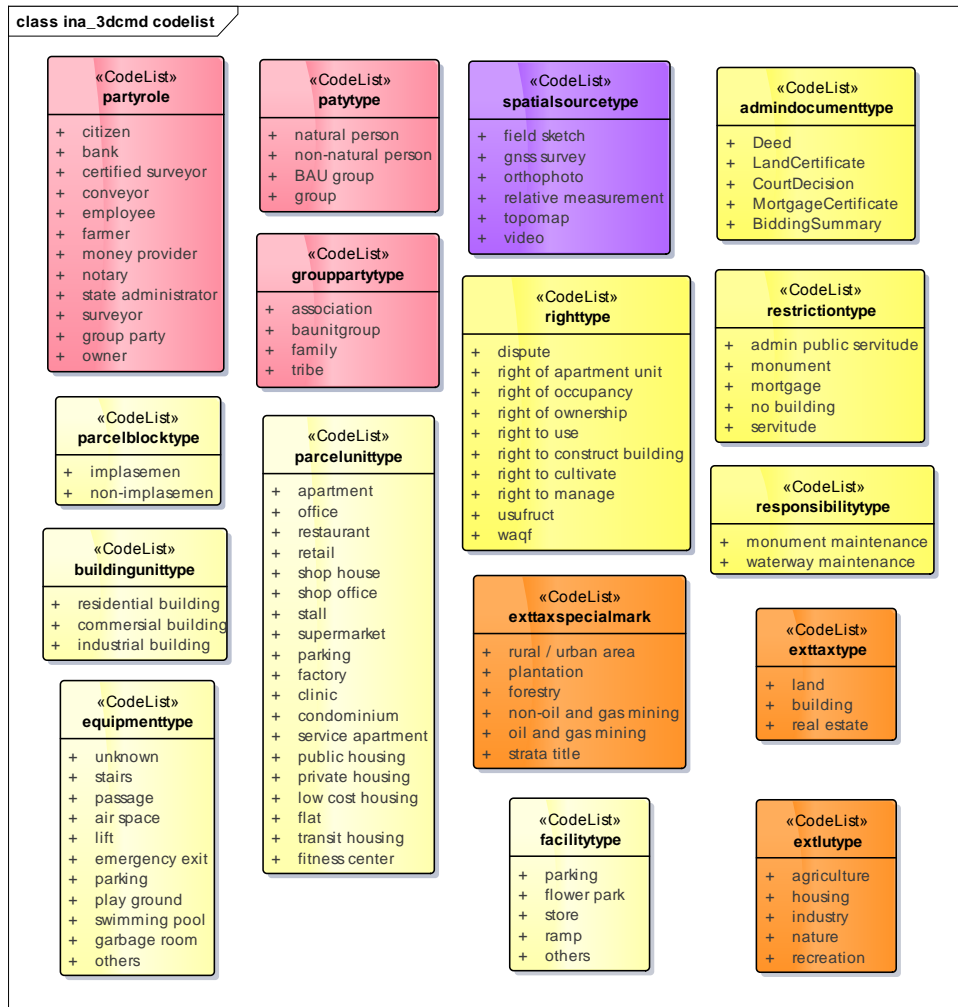 class ina_3dcmd codelist
«CodeList»
partyrole
+ citizen
+ bank
+ certified surveyor
+ conveyor
+ employee
+ farmer
+ money provider
+ notary
+ state administrator
+ surveyor
+ group party
+ owner
«CodeList»
patytype
+ natural person
+ non-natural person
+ BAU group
+ group
«CodeList»
spatialsourcetype
+ field sketch
+ gnss survey
+ orthophoto
+ relative measurement
+ topomap
+ video
«CodeList»
admindocumenttype
+ Deed
+ LandCertificate
+ CourtDecision
+ MortgageCertificate
+ BiddingSummary
«CodeList»
grouppartytype
+ association
+ baunitgroup
+ family
+ tribe
«CodeList»
righttype
+ dispute
+ right of apartment unit
+ right of occupancy
+ right of ownership
+ right to use
+ right to construct building
+ right to cultivate
+ right to manage
+ usufruct
+ waqf
«CodeList»
restrictiontype
+ admin public servitude
+ monument
+ mortgage
+ no building
+ servitude
«CodeList»
parcelblocktype
+ implasemen
+ non-implasemen
«CodeList»
parcelunittype
+ apartment
+ office
+ restaurant
+ retail
+ shop house
+ shop office
+ stall
+ supermarket
+ parking
+ factory
+ clinic
+ condominium
+ service apartment
+ public housing
+ private housing
+ low cost housing
+ flat
+ transit housing
+ fitness center
«CodeList»
responsibilitytype
+ monument maintenance
+ waterway maintenance
«CodeList»
buildingunittype
+ residential building
+ commersial building
+ industrial building
«CodeList»
exttaxspecialmark
+ rural / urban area
+ plantation
+ forestry
+ non-oil and gas mining
+ oil and gas mining
+ strata title
«CodeList»
exttaxtype
+ land
+ building
+ real estate
«CodeList»
equipmenttype
+ unknown
+ stairs
+ passage
+ air space
+ lift
+ emergency exit
+ parking
+ play ground
+ swimming pool
+ garbage room
+ others
«CodeList»
facilitytype
+ parking
+ flower park
+ store
+ ramp
+ others
«CodeList»
extlutype
+ agriculture
+ housing
+ industry
+ nature
+ recreation